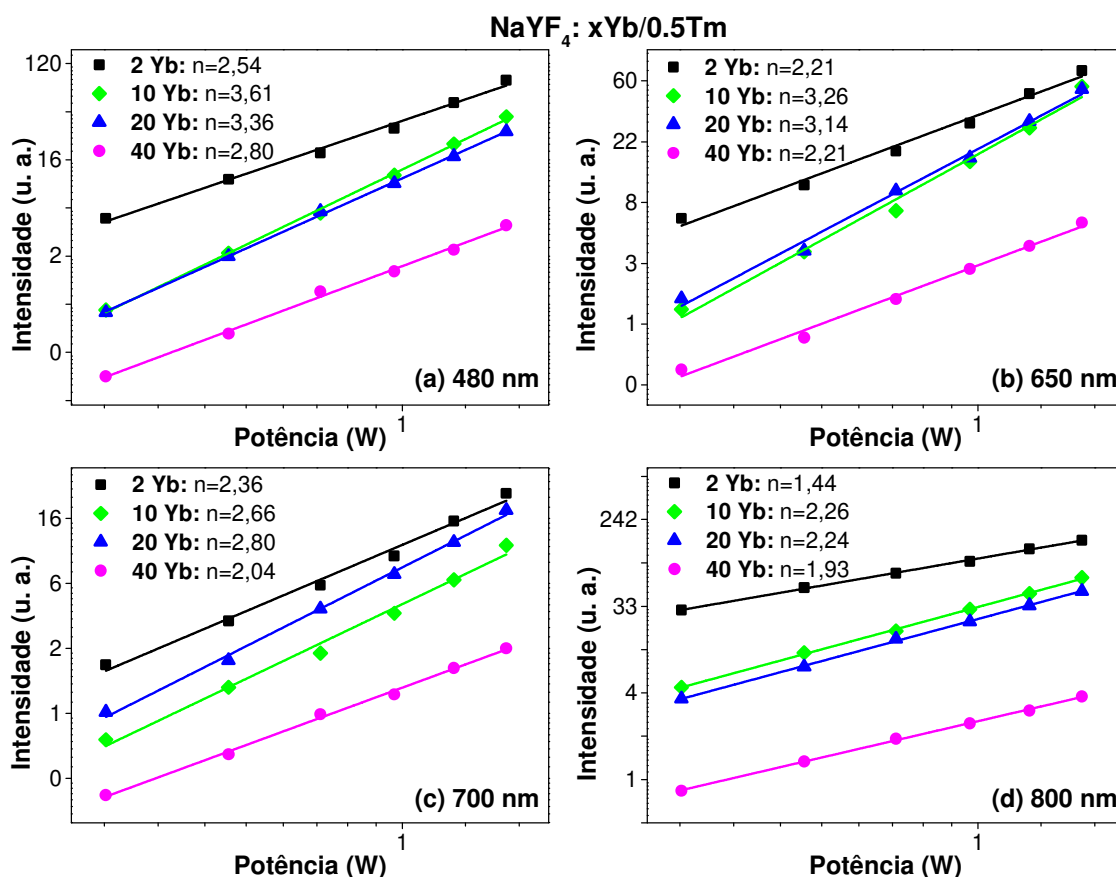 NaYF4: xYb/0.5Tm
Intensidade (u. a.)
120
16
2
0
2 Yb: n=2,54
10 Yb: n=3,61
20 Yb: n=3,36
40 Yb: n=2,80
(a) 480 nm
1
Potência (W)
Intensidade (u. a.)
60
22
8
3
1
0
2 Yb: n=2,21
10 Yb: n=3,26
20 Yb: n=3,14
40 Yb: n=2,21
(b) 650 nm
1
Potência (W)
Intensidade (u. a.)
16
6
2
1
0
2 Yb: n=2,36
10 Yb: n=2,66
20 Yb: n=2,80
40 Yb: n=2,04
(c) 700 nm
1
Potência (W)
Intensidade (u. a.)
242
33
4
1
2 Yb: n=1,44
10 Yb: n=2,26
20 Yb: n=2,24
40 Yb: n=1,93
(d) 800 nm
1
Potência (W)